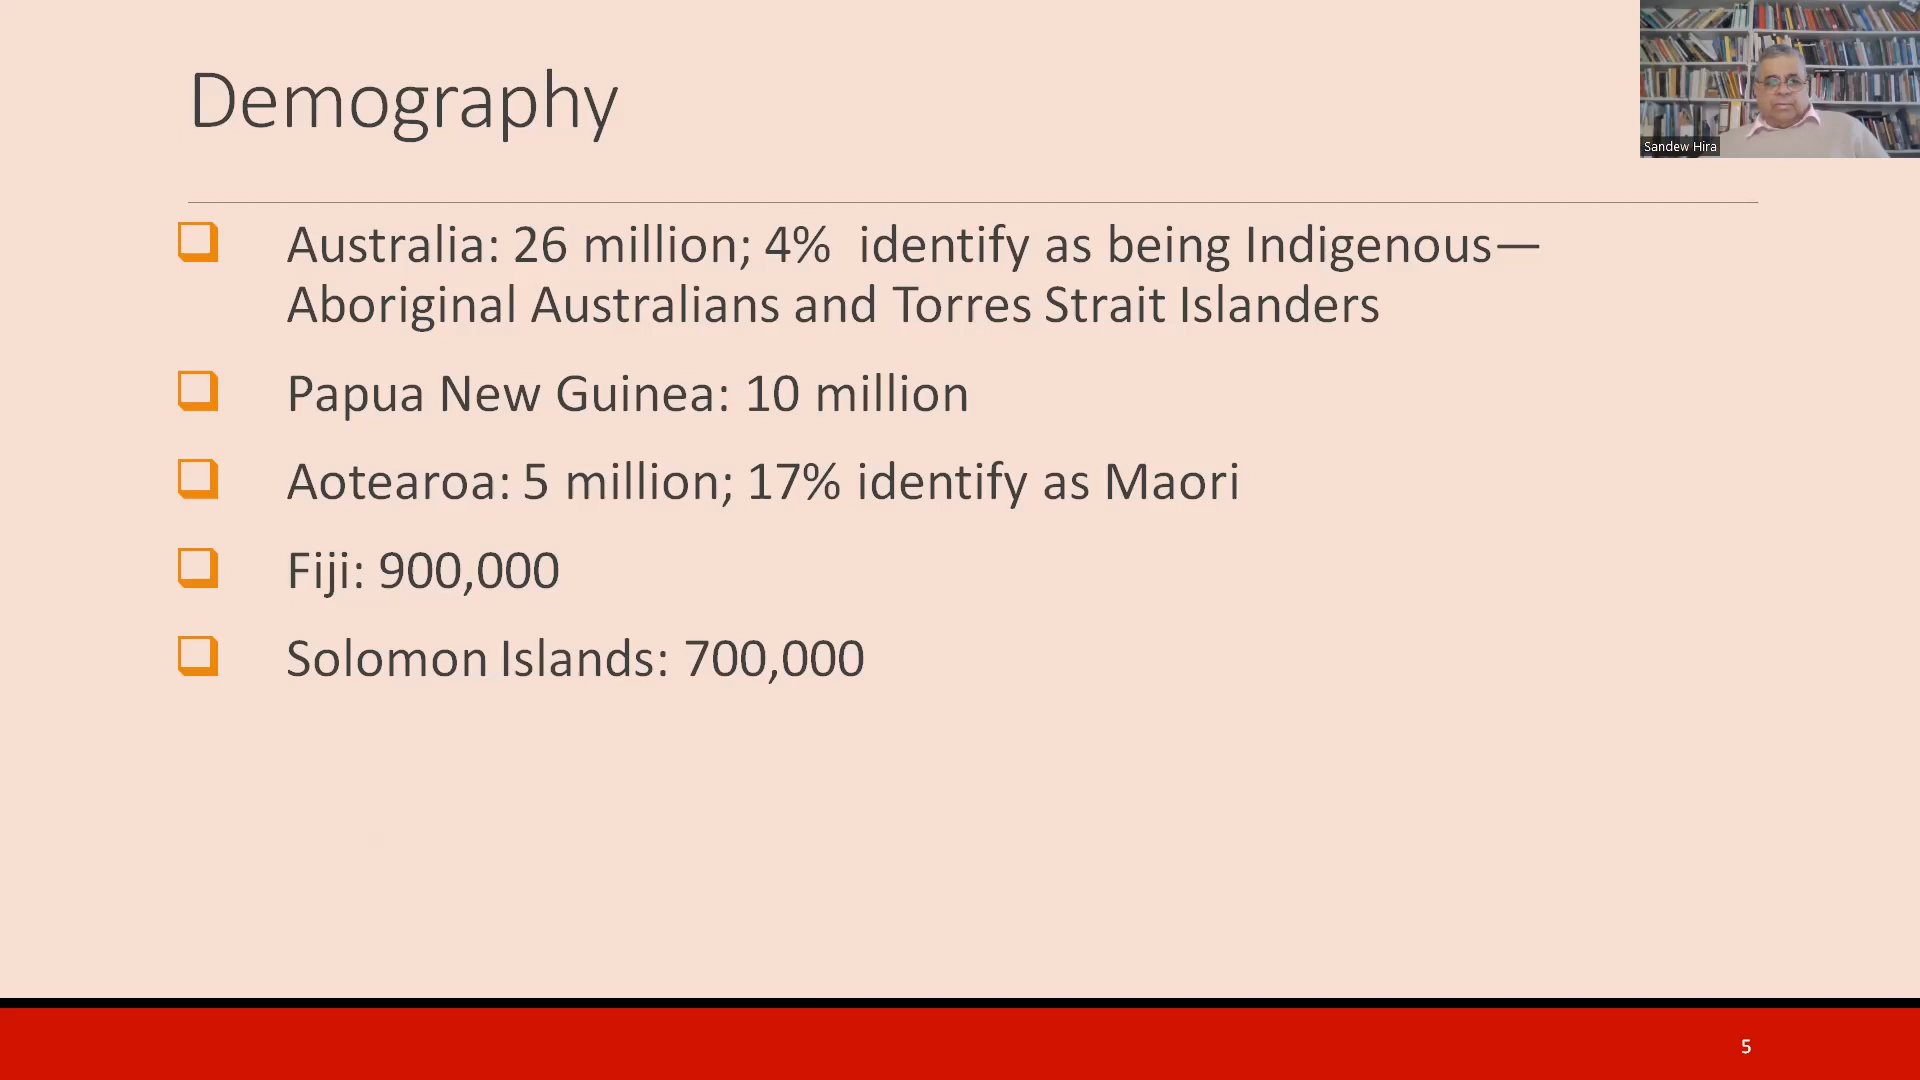 Demography
Sandew Hira
Australia: 26 million; 4% identify as being Indigenous—
Aboriginal Australians and Torres Strait Islanders
Papua New Guinea: 10 million
Aotearoa: 5 million; 17% identify as Maori
Fiji: 900,000
Solomon Islands: 700,000
5